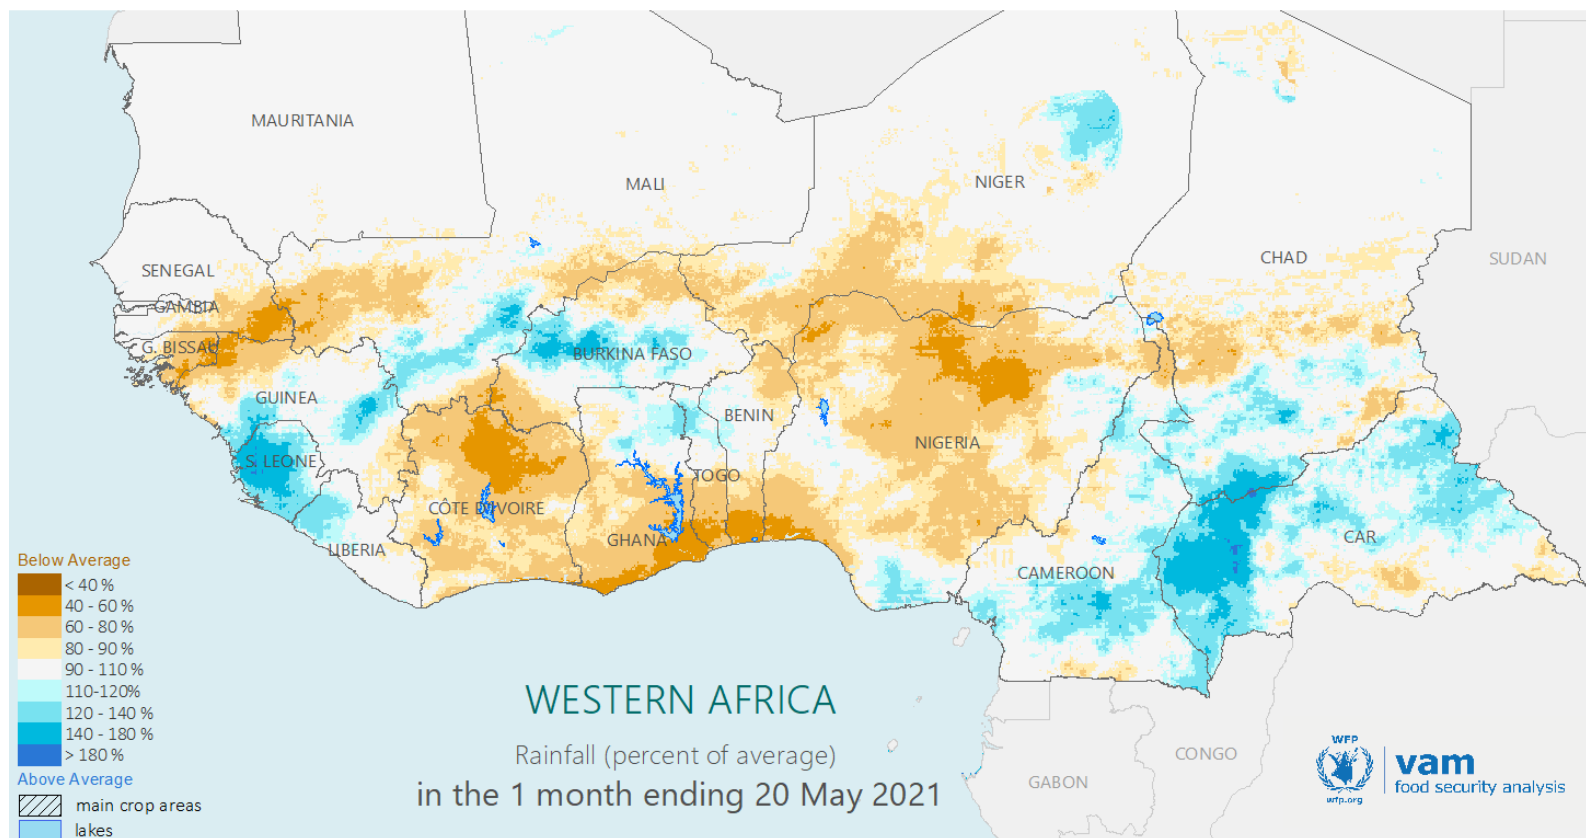 MAURITANIA
MALI
NIGER
CHAD
SUDAN
SENEGAL
GAMBIA
G. BISSAU
GUINEA
S. LEONE
LIBERIA
CÔTE D'IVOIRE
BURKINA FASO
GHANA
TOGO
BENIN
NIGERIA
CAMEROON
CAR
GABON
CONGO
Below Average
< 40 %
40 - 60 %
60 - 80 %
80 - 90 %
90 - 110 %
110-120%
120 - 140 %
140 - 180 %
> 180 %
Above Average
main crop areas
lakes
WESTERN AFRICA
Rainfall (percent of average)
in the 1 month ending 20 May 2021
WFP
wfp.org
vam
food security analysis